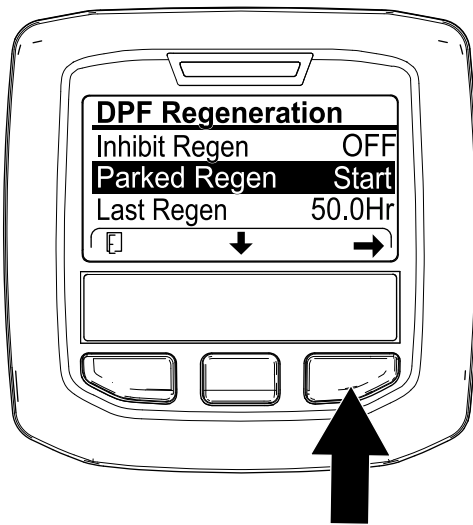 DPF Regeneration
Inhibit Regen OFF
Parked Regen Start
Last Regen 50.0Hr